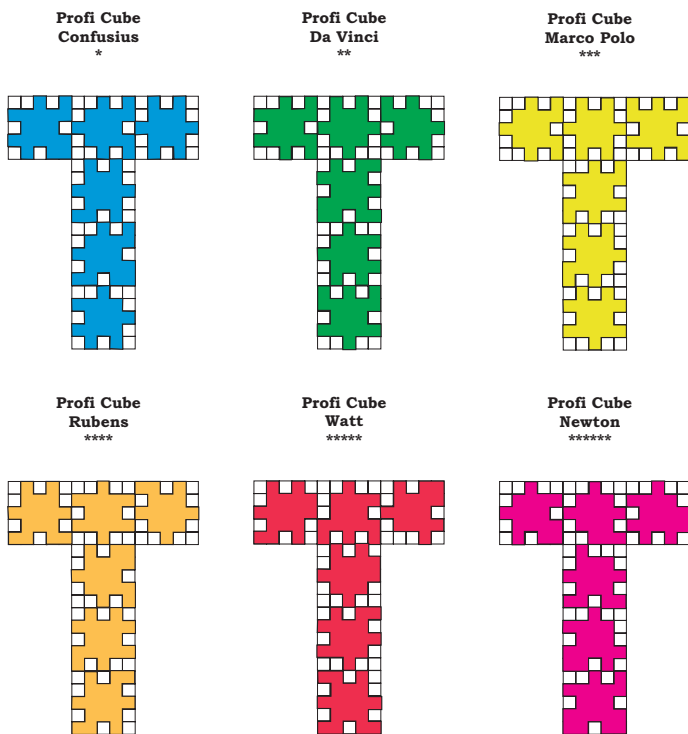 Profi Cube
Confusius
*
Profi Cube
Da Vinci
**
Profi Cube
Marco Polo
***
Profi Cube
Rubens
****
Profi Cube
Watt
*****
Profi Cube
Newton
******